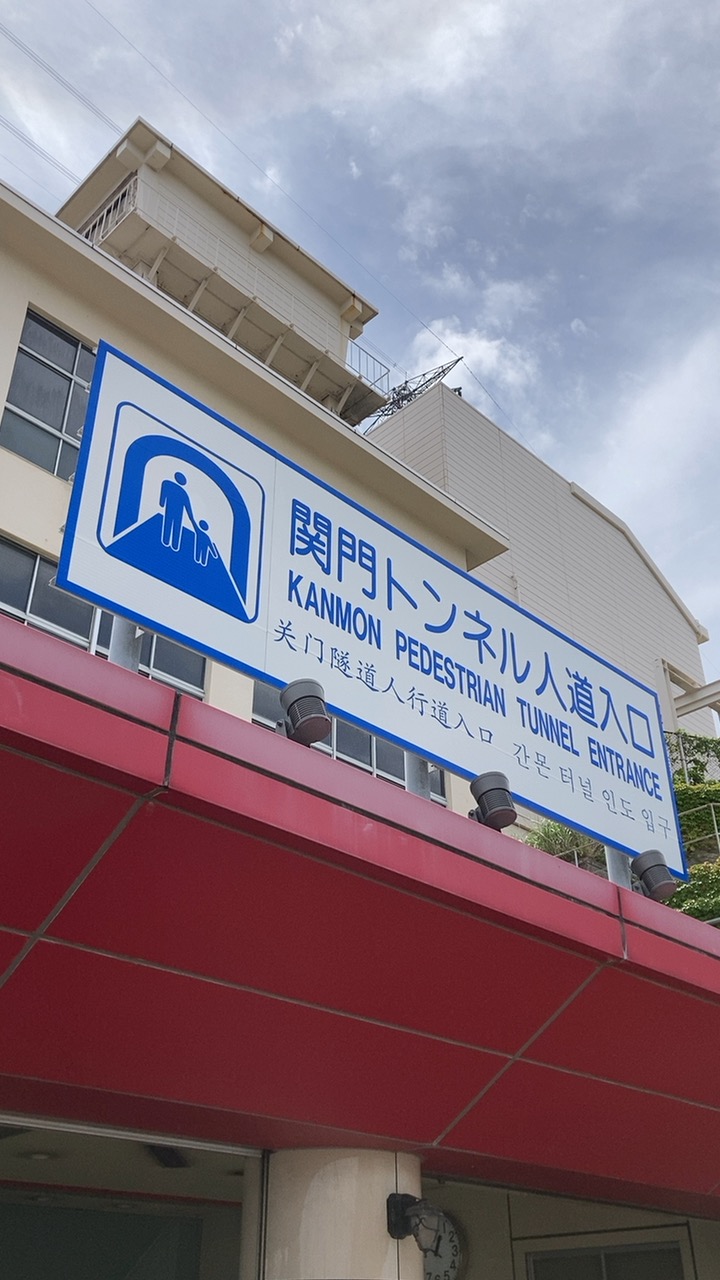 関門トンネル人道入口
KANMON PEDESTRIAN TUNNEL ENTRANCE
关门隧道人行道入口 간몬 터널 인도 입구